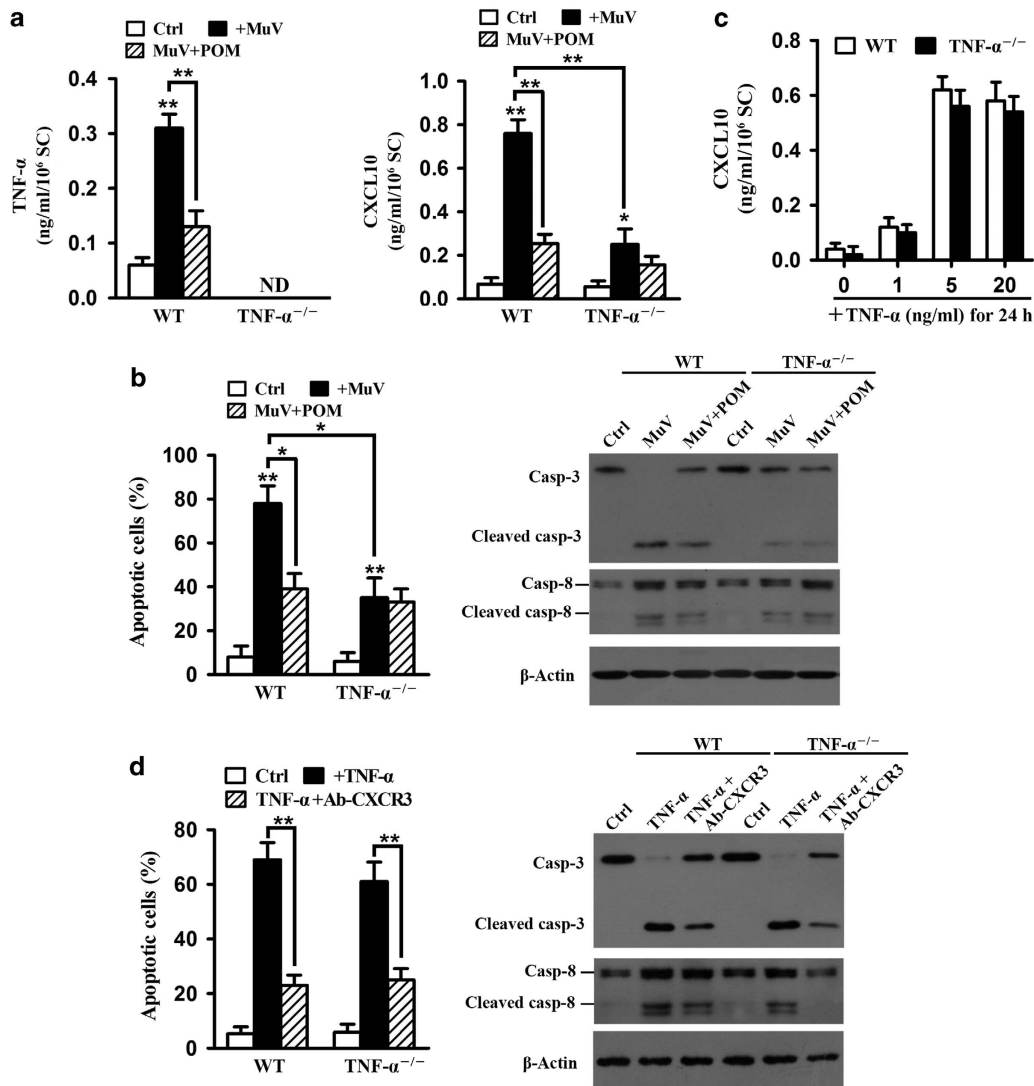 a
Ctrl +MuV
MuV+POM
TNF-α
(ng/ml/10⁶ SC)
0.4
0.3
0.2
0.1
0.0
** **
ND
WT TNF-α⁻/⁻
Ctrl +MuV
MuV+POM
CXCL10
(ng/ml/10⁶ SC)
1.0
0.8
0.6
0.4
0.2
0.0
**
**
**
*
WT TNF-α⁻/⁻
c
WT TNF-α⁻/⁻
CXCL10
(ng/ml/10⁶ SC)
0.8
0.6
0.4
0.2
0.0
0 1 5 20
+TNF-α (ng/ml) for 24 h
b
Ctrl +MuV
MuV+POM
Apoptotic cells (%)
100
80
60
40
20
0
*
*
**
**
WT TNF-α⁻/⁻
WT TNF-α⁻/⁻
Ctrl MuV MuV+POM Ctrl MuV MuV+POM
Casp-3
Cleaved casp-3
Casp-8
Cleaved casp-8
β-Actin
d
Ctrl +TNF-α
TNF-α+Ab-CXCR3
Apoptotic cells (%)
80
60
40
20
0
** **
WT TNF-α⁻/⁻
WT TNF-α⁻/⁻
Ctrl TNF-α TNF-α+ Ab-CXCR3 Ctrl TNF-α TNF-α+ Ab-CXCR3
Casp-3
Cleaved casp-3
Casp-8
Cleaved casp-8
β-Actin